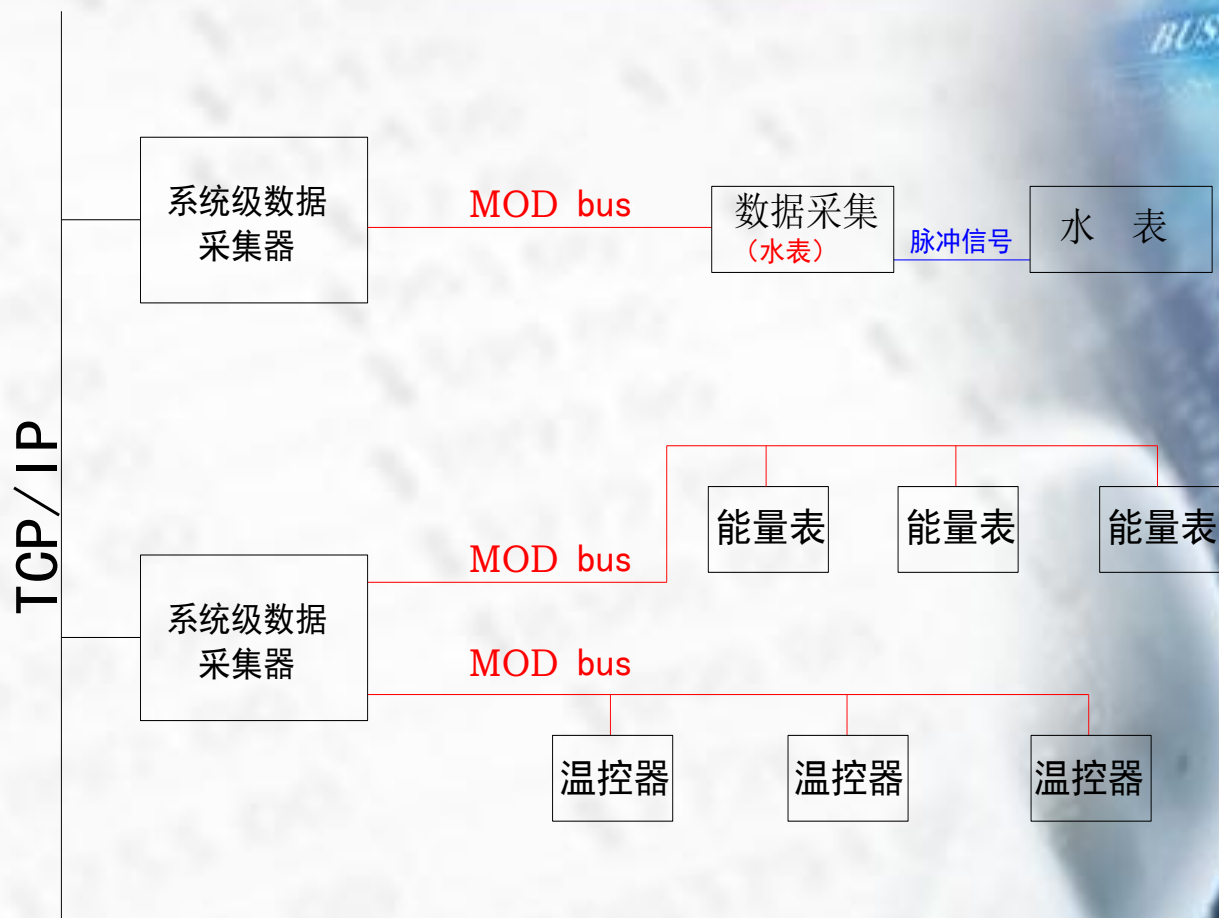 BUS
系统级数据
采集器
MOD bus
数据采集
（水表）
脉冲信号
水 表
TCP/IP
能量表
能量表
能量表
MOD bus
系统级数据
采集器
MOD bus
温控器
温控器
温控器